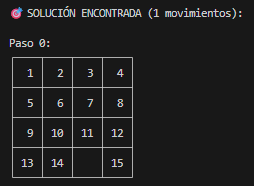 🎯 SOLUCIÓN ENCONTRADA (1 movimientos):
Paso 0:
1 2 3 4
5 6 7 8
9 10 11 12
13 14 15